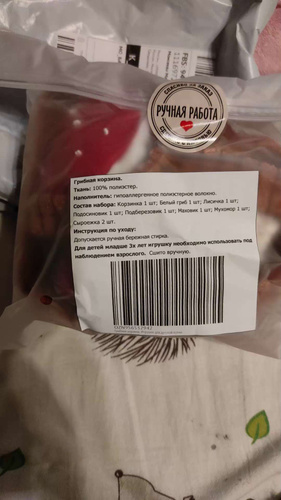 СПАСИБО ЗА ЗАКАЗ
РУЧНАЯ РАБОТА
Грибная корзина.
Ткань: 100% полиэстер.
Наполнитель: гипоаллергенное полиэстерное волокно.
Состав набора: Корзинка 1 шт; Белый гриб 1 шт; Лисичка 1 шт;
Подосиновик 1 шт; Подберезовик 1 шт; Маховик 1 шт; Мухомор 1 шт;
Сыроежка 2 шт.
Инструкция по уходу:
Допускается ручная бережная стирка.
Для детей младше 3х лет игрушку необходимо использовать под
наблюдением взрослого. Сшито вручную.